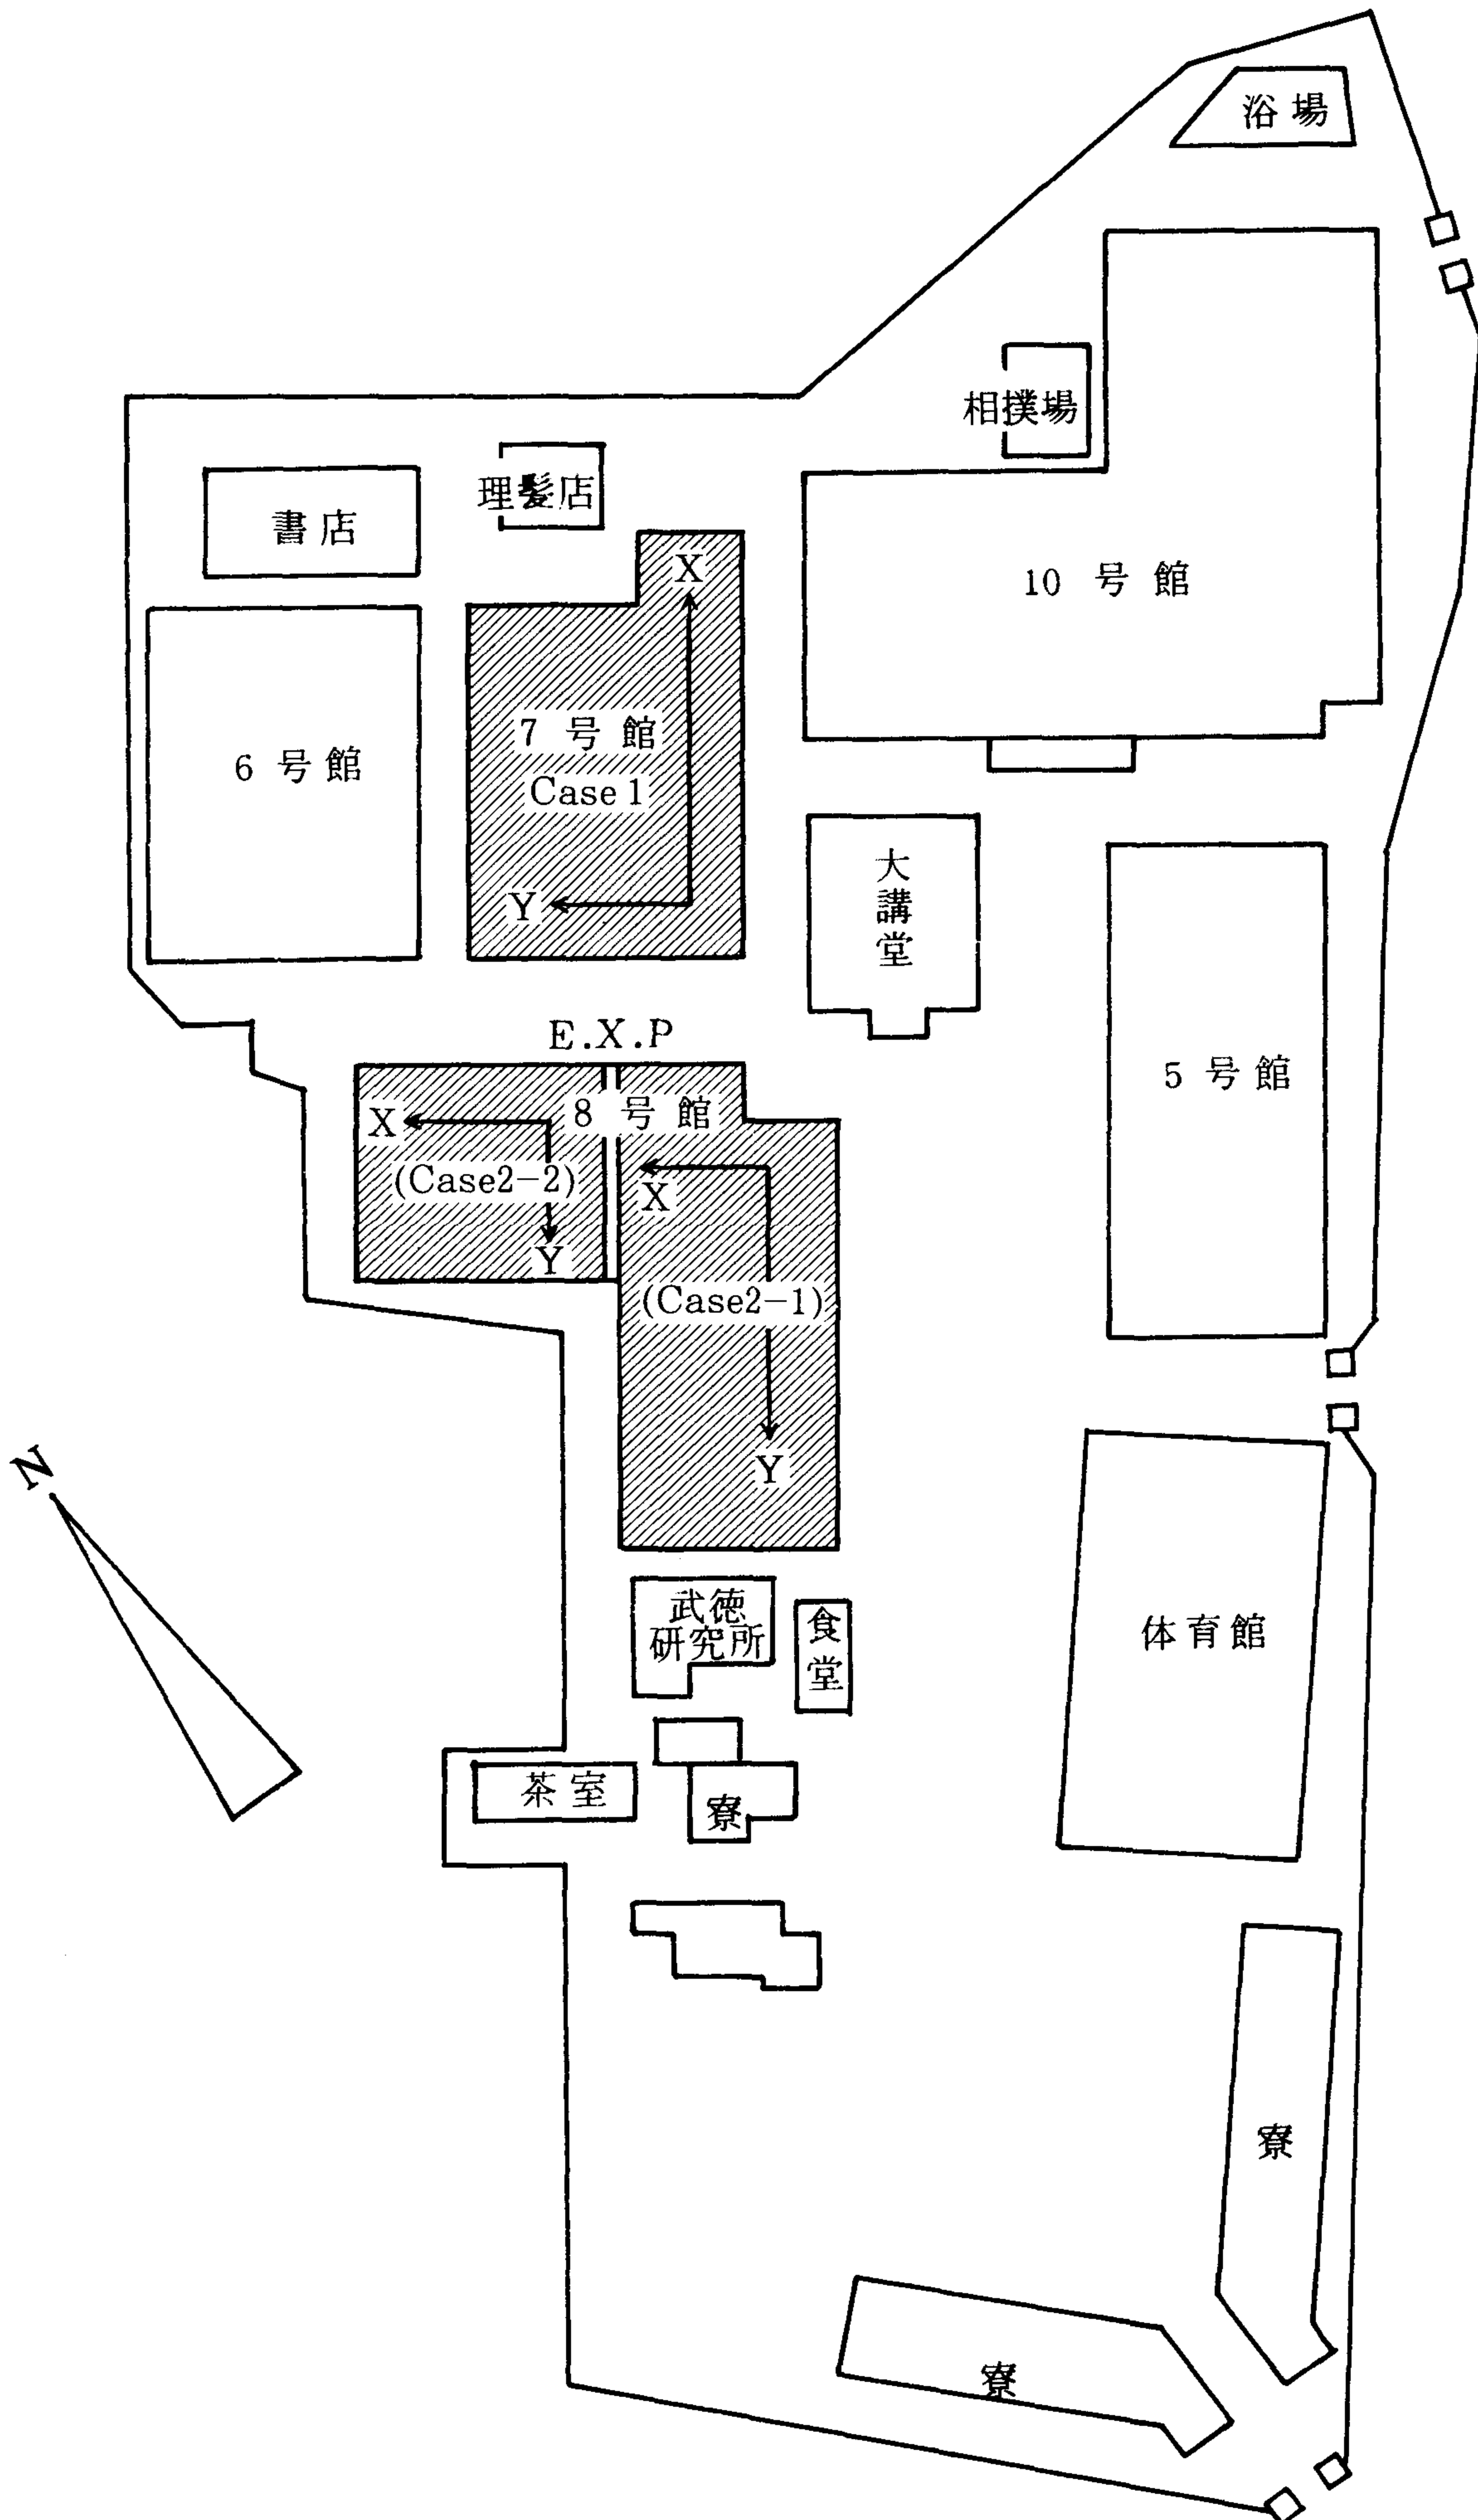 浴場
相撲場
理髪店
書店
X
10 号館
7 号館
6 号館
Case 1
大講堂
Y
E.X.P
5 号館
8 号館
X
(Case2-2)
X
Y
(Case2-1)
N
Y
武徳
研究所
食堂
体育館
茶室
寮
寮
寮